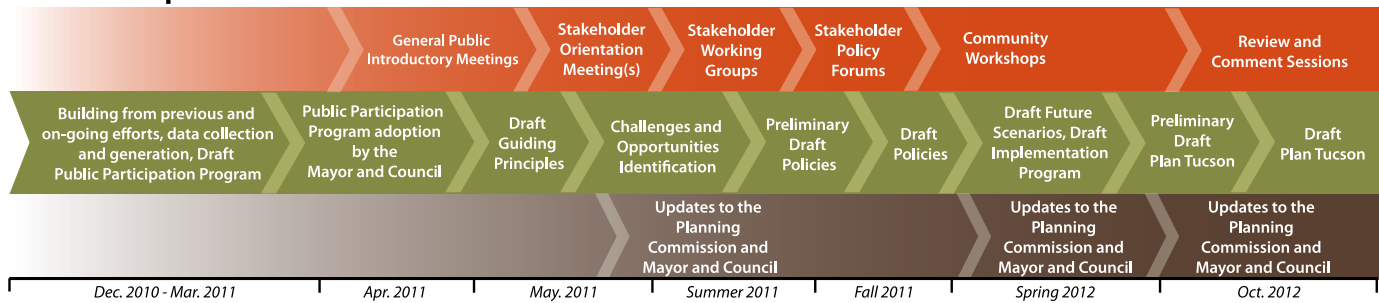 General Public
Introductory Meetings
Stakeholder
Orientation
Meeting(s)
Stakeholder
Working
Groups
Stakeholder
Policy
Forums
Community
Workshops
Review and
Comment Sessions
Building from previous and
on-going efforts, data collection
and generation, Draft
Public Participation Program
Public Participation
Program adoption
by the
Mayor and Council
Draft
Guiding
Principles
Challenges and
Opportunities
Identification
Preliminary
Draft
Policies
Draft
Policies
Draft Future
Scenarios, Draft
Implementation
Program
Preliminary
Draft
Plan Tucson
Draft
Plan Tucson
Updates to the
Planning
Commission and
Mayor and Council
Updates to the
Planning
Commission and
Mayor and Council
Updates to the
Planning
Commission and
Mayor and Council
Dec. 2010 - Mar. 2011
Apr. 2011
May. 2011
Summer 2011
Fall 2011
Spring 2012
Oct. 2012